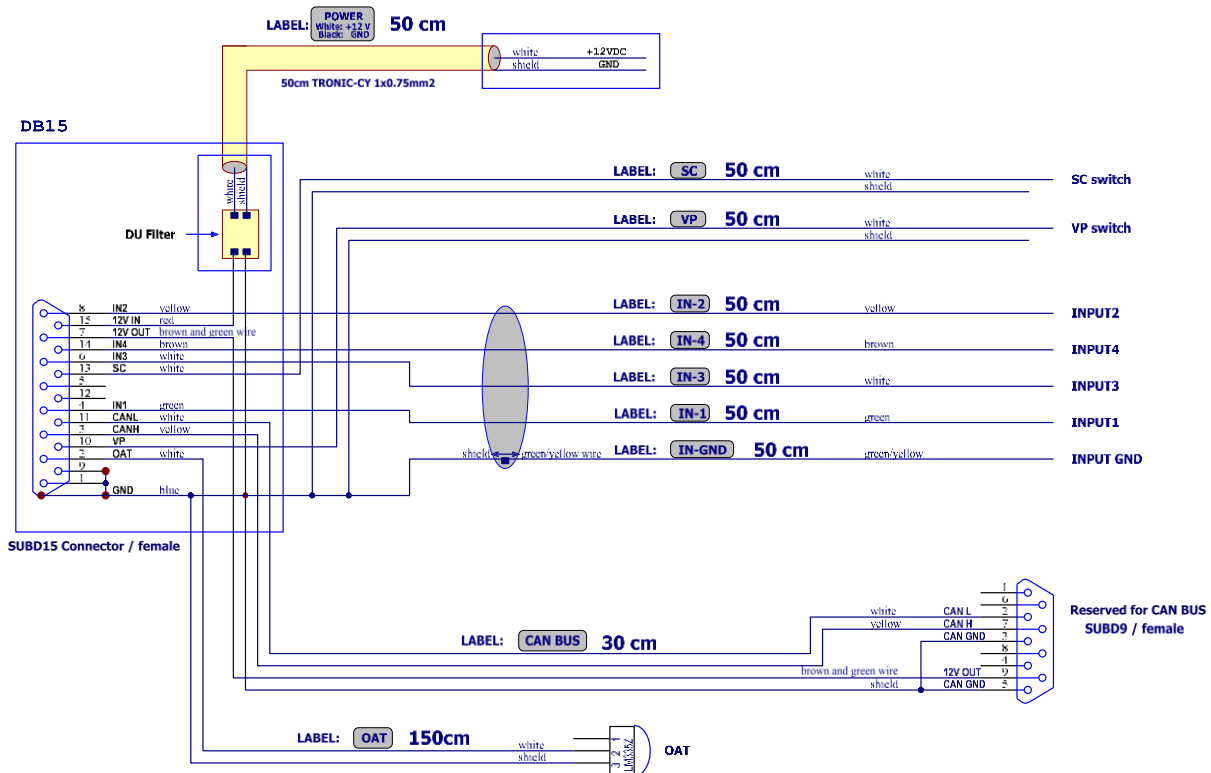 LABEL: POWER 50 cm
White: +12 V
Black: GND
white +12VDC
shield GND
50cm TRONIC-CY 1x0.75mm2
DB15
white
shield
DU Filter
LABEL: SC 50 cm white SC switch
shield
LABEL: VP 50 cm white VP switch
shield
8 IN2 yellow
15 12V IN red
7 12V OUT brown and green wire
14 IN4 brown
6 IN3 white
13 SC white
5
12
4 IN1 green
11 CANL white
3 CANH yellow
10 VP
2 OAT white
9
1
GND blue
LABEL: IN-2 50 cm yellow INPUT2
LABEL: IN-4 50 cm brown INPUT4
LABEL: IN-3 50 cm white INPUT3
LABEL: IN-1 50 cm green INPUT1
shield green/yellow wire LABEL: IN-GND 50 cm green/yellow INPUT GND
SUBD15 Connector / female
1
6
white CAN L 2
yellow CAN H 7
CAN GND 3
8
4
brown and green wire 12V OUT 9
shield CAN GND 5
Reserved for CAN BUS
SUBD9 / female
LABEL: CAN BUS 30 cm
LABEL: OAT 150cm
white
shield
1
2
3
LM335Z
OAT